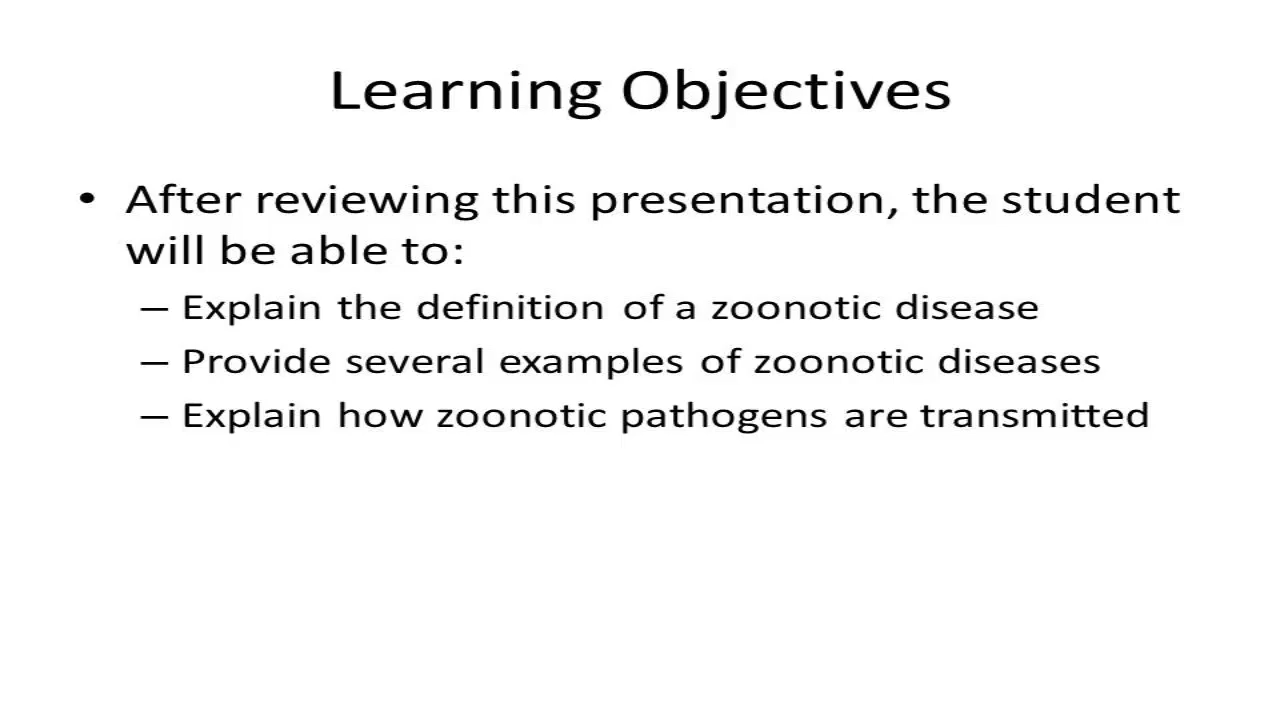 Learning Objectives
• After reviewing this presentation, the student
will be able to:
– Explain the definition of a zoonotic disease
– Provide several examples of zoonotic diseases
– Explain how zoonotic pathogens are transmitted